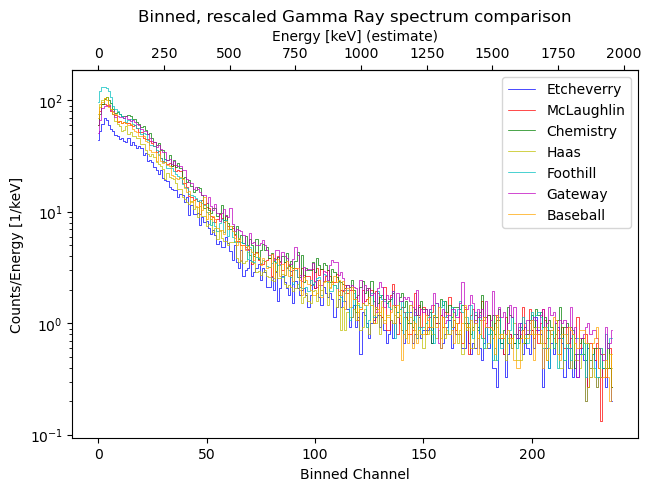 Binned, rescaled Gamma Ray spectrum comparison
Energy [keV] (estimate)
0 250 500 750 1000 1250 1500 1750 2000
Etcheverry
McLaughlin
Chemistry
Haas
Foothill
Gateway
Baseball
Counts/Energy [1/keV]
10²
10¹
10⁰
10⁻¹
0 50 100 150 200
Binned Channel